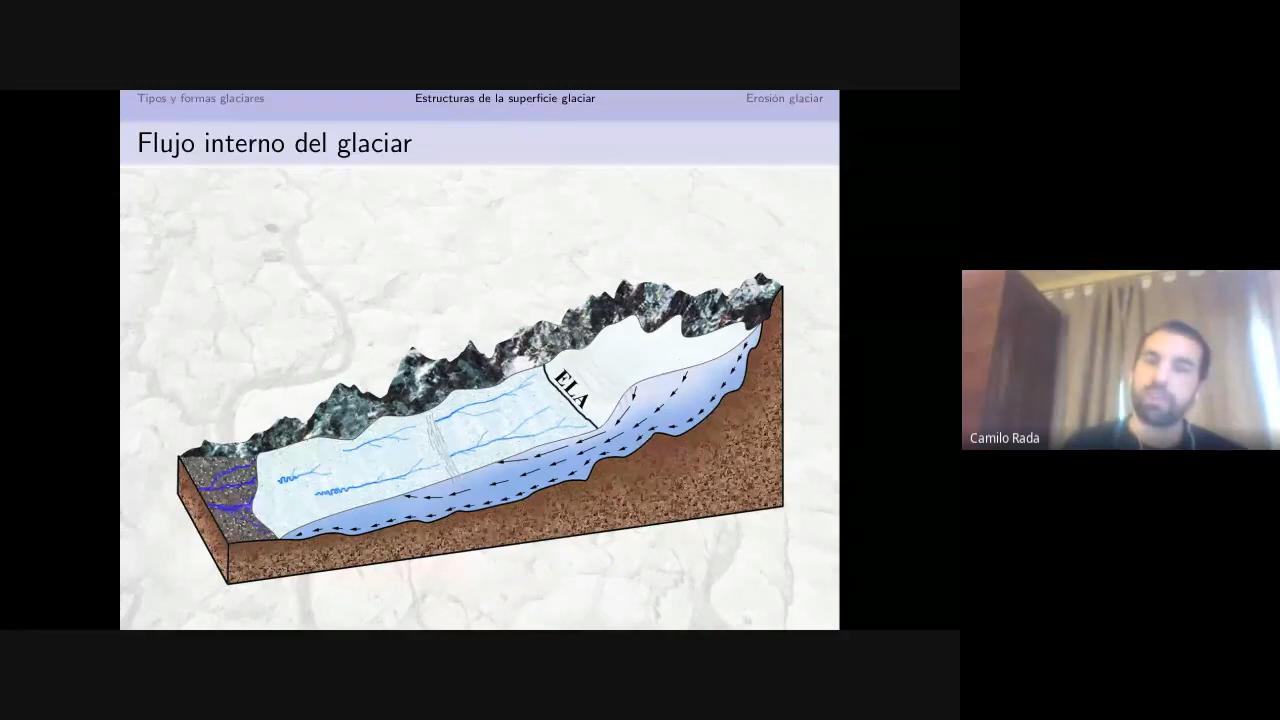 Tipos y formas glaciares
Estructuras de la superficie glaciar
Erosión glaciar
Flujo interno del glaciar
ELA
Camilo Rada